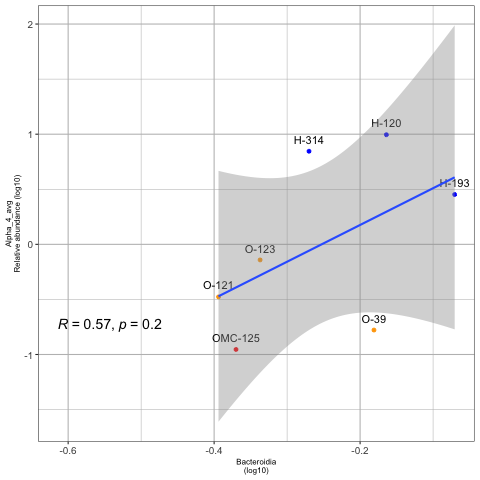 2
H-120
H-314
1
H-193
Alpha_4_avg
Relative abundance (log10)
O-123
0
O-121
R = 0.57, p = 0.2
O-39
OMC-125
-1
-0.6 -0.4 -0.2
Bacteroidia
(log10)